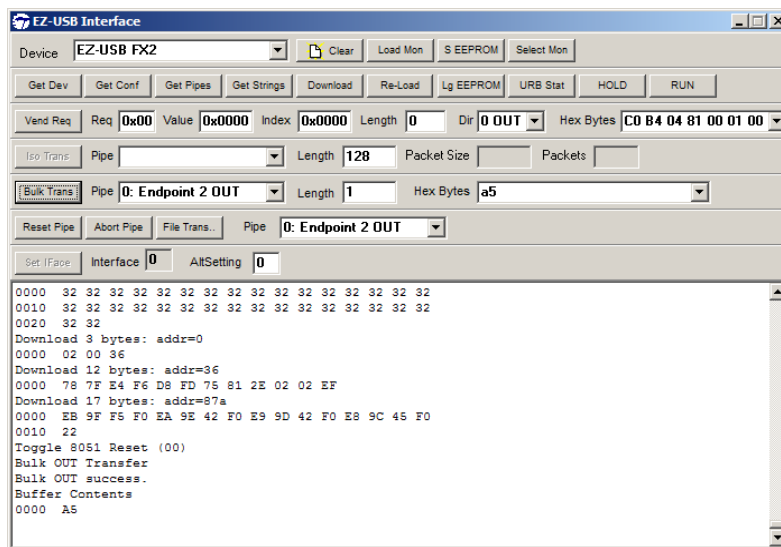 EZ-USB Interface
Device EZ-USB FX2 Clear Load Mon S EEPROM Select Mon
Get Dev Get Conf Get Pipes Get Strings Download Re-Load Lg EEPROM URB Stat HOLD RUN
Vend Req Req 0x00 Value 0x0000 Index 0x0000 Length 0 Dir 0 OUT Hex Bytes C0 B4 04 81 00 01 00
Iso Trans Pipe Length 128 Packet Size Packets
Bulk Trans Pipe 0: Endpoint 2 OUT Length 1 Hex Bytes a5
Reset Pipe Abort Pipe File Trans.. Pipe 0: Endpoint 2 OUT
Set IFace Interface 0 AltSetting 0
0000 32 32 32 32 32 32 32 32 32 32 32 32 32 32 32 32
0010 32 32 32 32 32 32 32 32 32 32 32 32 32 32 32 32
0020 32 32
Download 3 bytes: addr=0
0000 02 00 36
Download 12 bytes: addr=36
0000 78 7F E4 F6 D8 FD 75 81 2E 02 02 EF
Download 17 bytes: addr=87a
0000 EB 9F F5 F0 EA 9E 42 F0 E9 9D 42 F0 E8 9C 45 F0
0010 22
Toggle 8051 Reset (00)
Bulk OUT Transfer
Bulk OUT success.
Buffer Contents
0000 A5